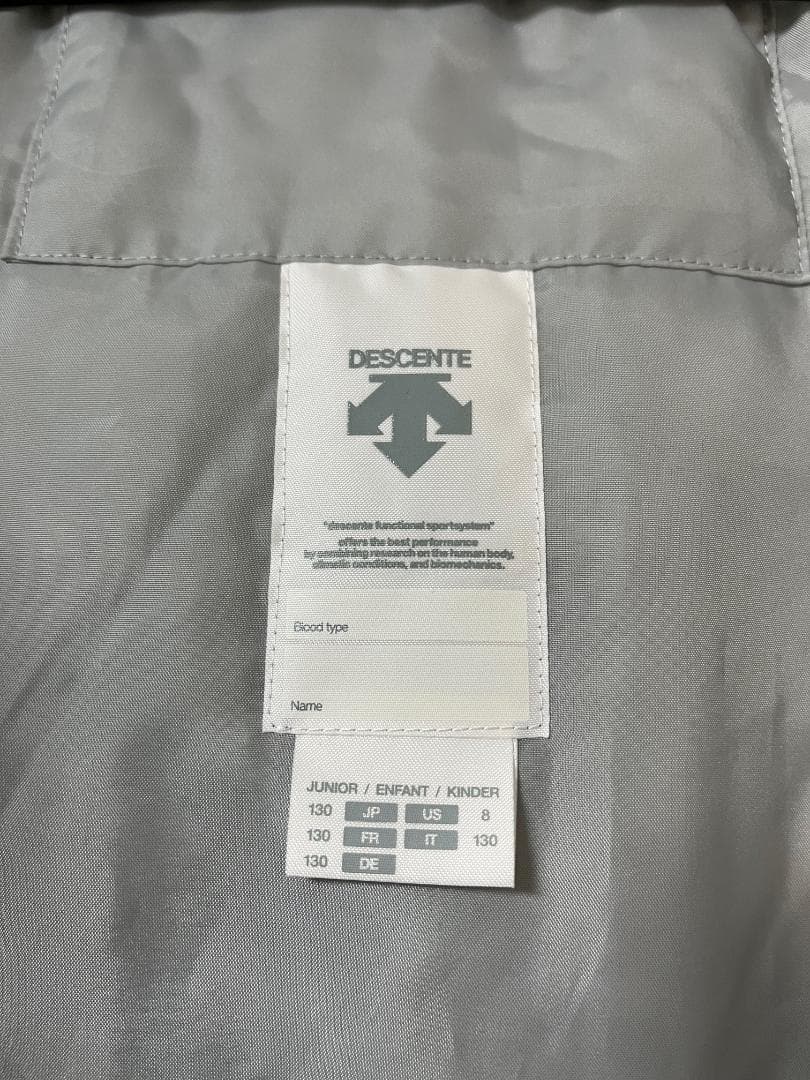 DESCENTE
"descente functional sportsystem"
offers the best performance
by combining research on the human body,
climatic conditions, and biomechanics.
Blood type
Name
JUNIOR / ENFANT / KINDER
130 JP US 8
130 FR IT 130
130 DE